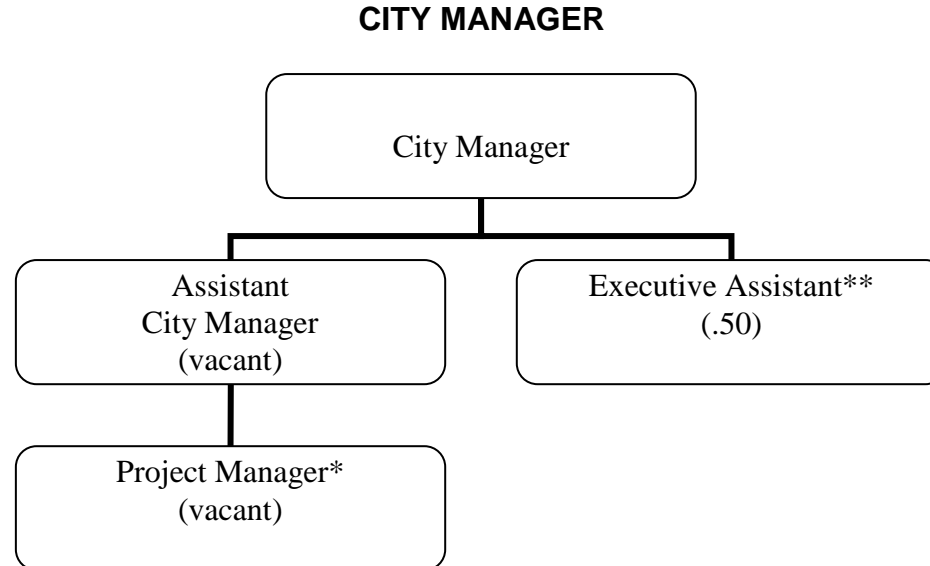 CITY MANAGER
City Manager
Assistant
City Manager
(vacant)
Executive Assistant**
(.50)
Project Manager*
(vacant)